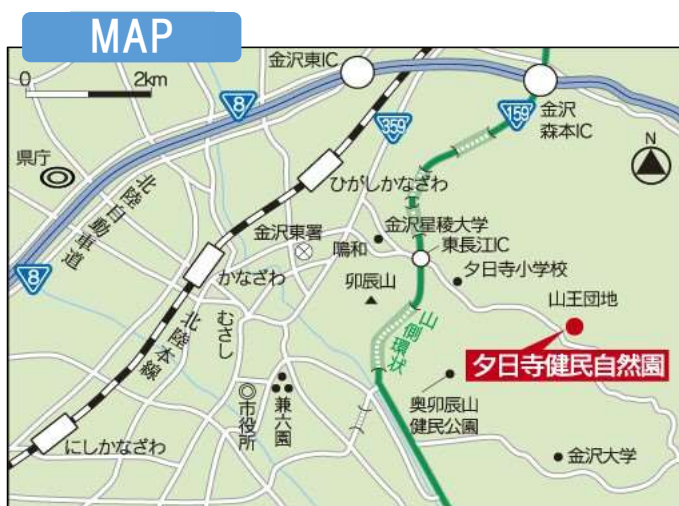 MAP
0 2km
金沢東IC
8
359
159
金沢
森本IC
N
県庁
北陸自動車道
ひがしかなざわ
金沢星稜大学
東長江IC
金沢東署
鳴和
夕日寺小学校
8
かなざわ
卯辰山
山王団地
北陸本線
むさし
山側環状
夕日寺健民自然園
市役所
兼六園
奥卯辰山
健民公園
にしかなざわ
金沢大学